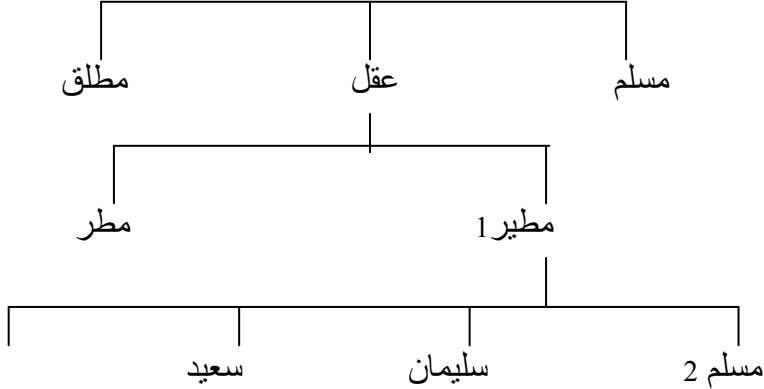 مسلم عقل مطلق
مطير1 مطر
مسلم 2 سليمان سعيد